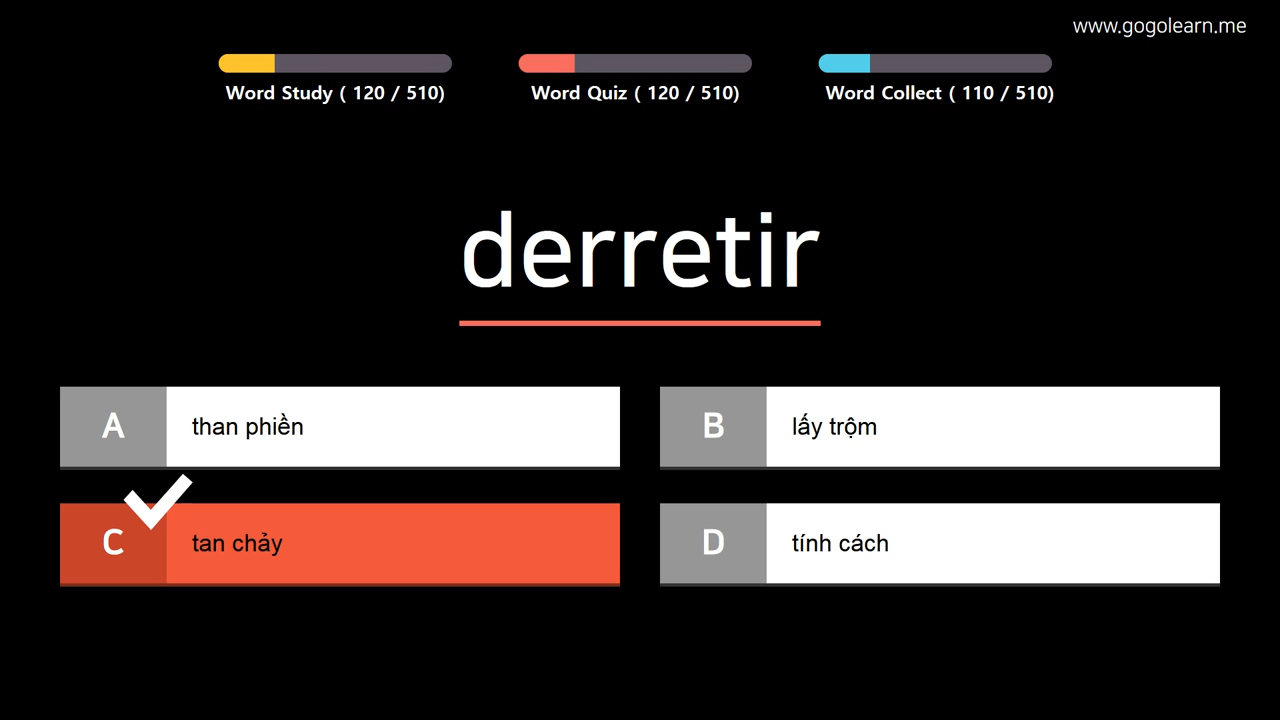 www.gogolearn.me
Word Study ( 120 / 510)
Word Quiz ( 120 / 510)
Word Collect ( 110 / 510)
derretir
A
than phiền
B
lấy trộm
C
tan chảy
D
tính cách